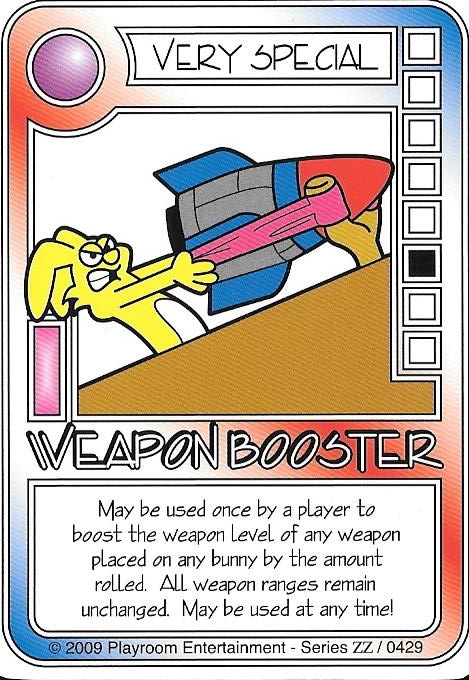 VERY SPECIAL
WEAPON BOOSTER
May be used once by a player to
boost the weapon level of any weapon
placed on any bunny by the amount
rolled. All weapon ranges remain
unchanged. May be used at any time!
© 2009 Playroom Entertainment - Series ZZ / 0429